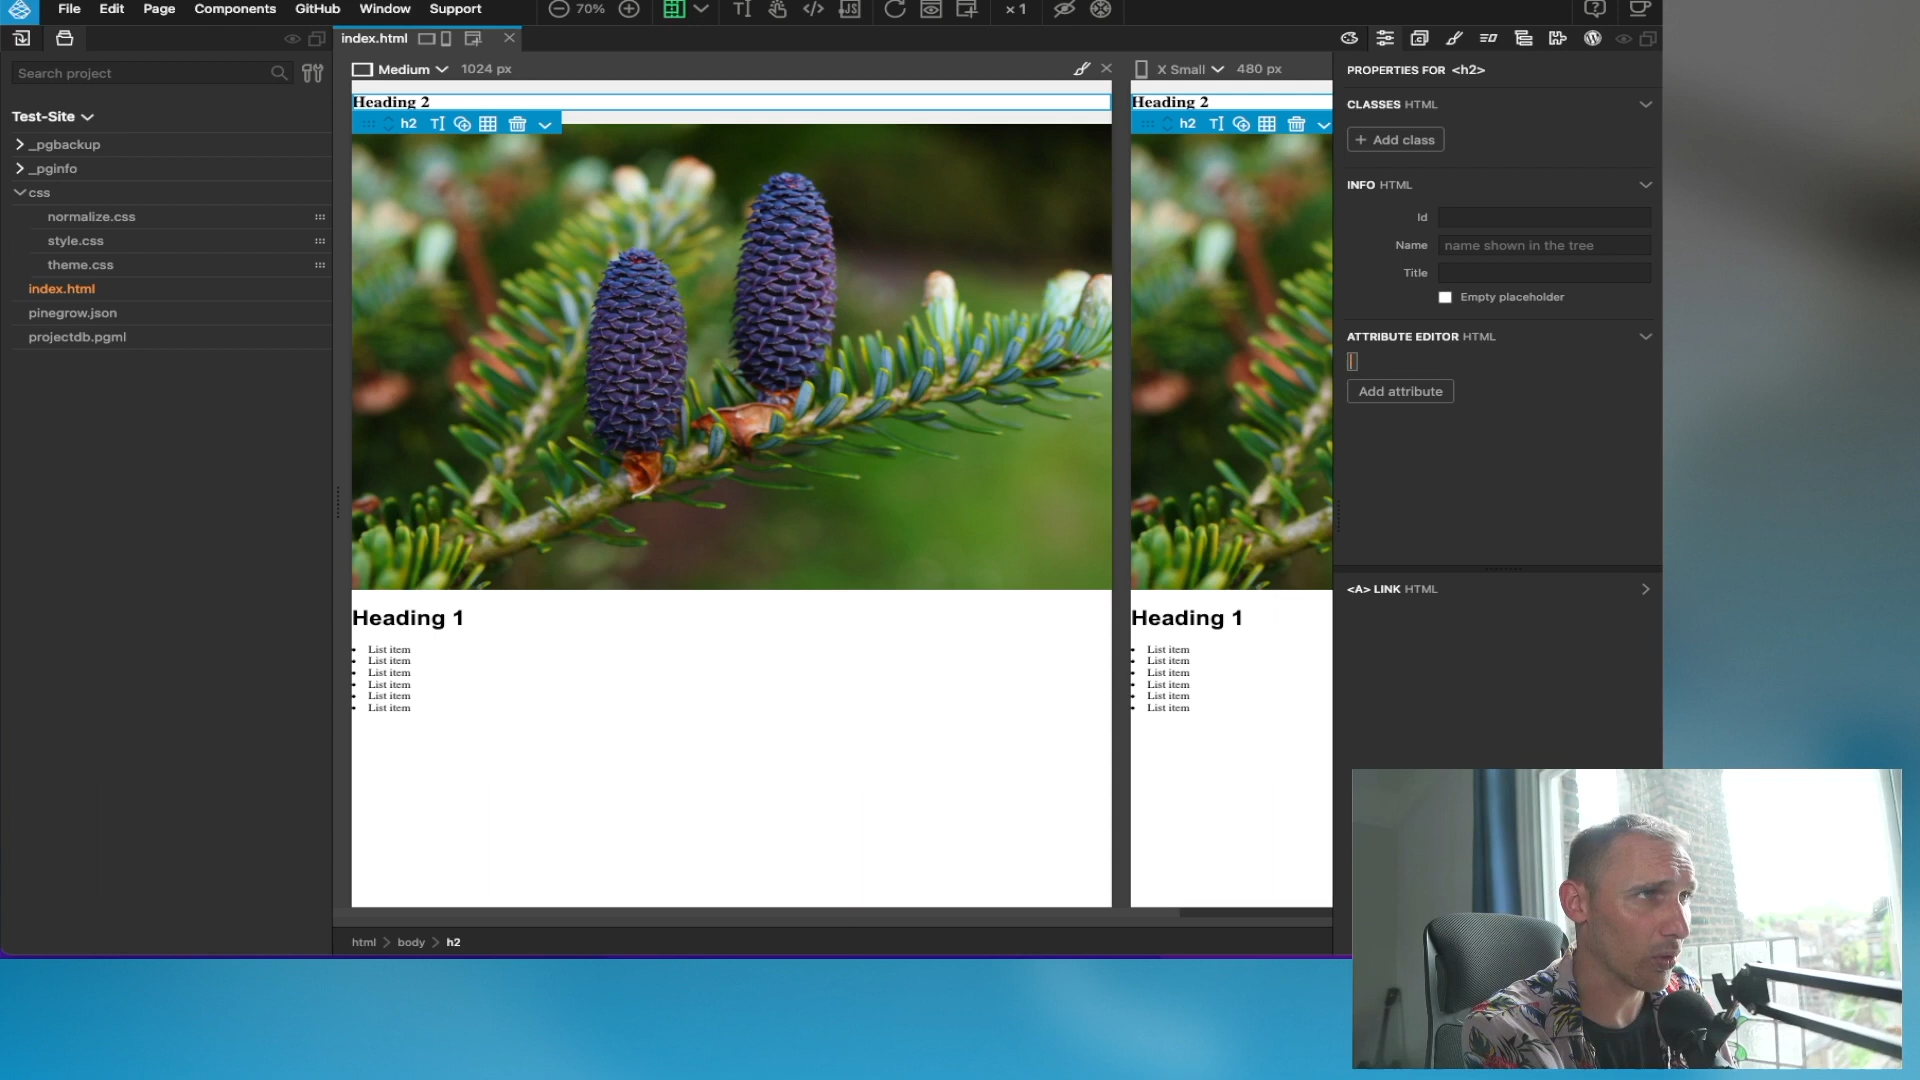 File Edit Page Components GitHub Window Support 70% JS × 1
index.html
Search project
Test-Site
_pgbackup
_pginfo
css
normalize.css
style.css
theme.css
index.html
pinegrow.json
projectdb.pgml
Medium 1024 px
Heading 2
h2
Heading 1
List item
List item
List item
List item
List item
List item
X Small 480 px
Heading 2
h2
Heading 1
List item
List item
List item
List item
List item
List item
html > body > h2
PROPERTIES FOR <h2>
CLASSES HTML
+ Add class
INFO HTML
Id
Name name shown in the tree
Title
Empty placeholder
ATTRIBUTE EDITOR HTML
Add attribute
<A> LINK HTML